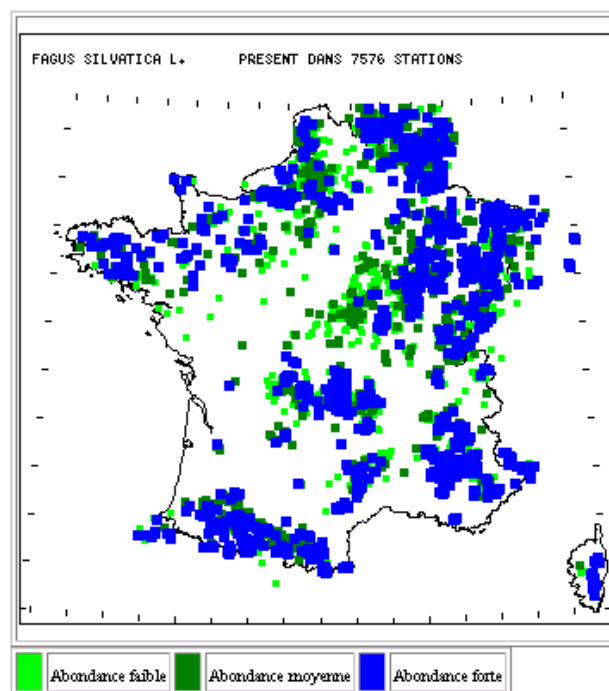 FAGUS SILVATICA L. PRESENT DANS 7576 STATIONS
Abondance faible Abondance moyenne Abondance forte